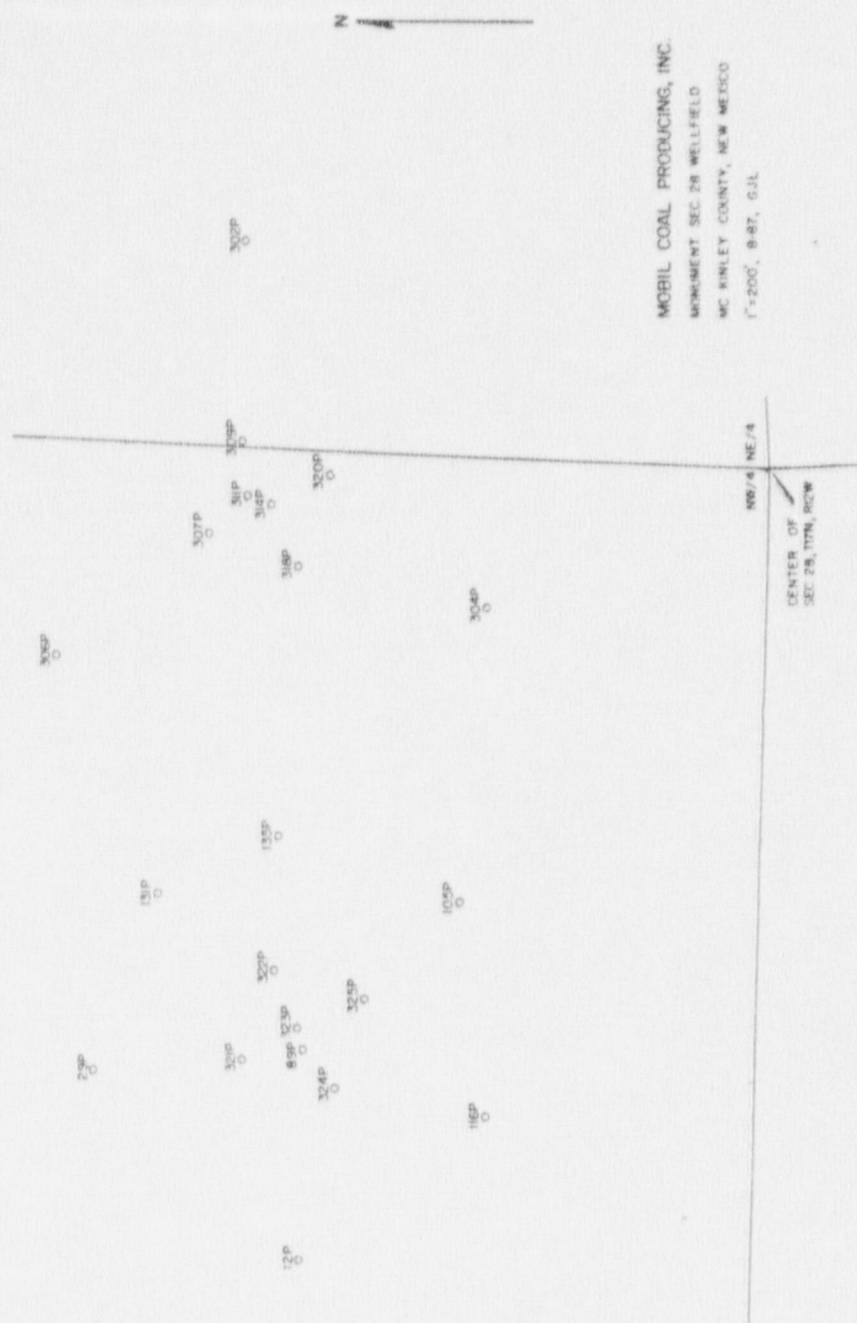 N
MOBIL COAL PRODUCING, INC.
MONUMENT SEC. 28 WELLFIELD
MC KINLEY COUNTY, NEW MEXICO
1"=200', 8-87, GJL
302P
309P
311P
314P
320P
307P
318P
304P
306P
135P
131P
105P
322P
325P
323P
89P
321P
29P
324P
116P
12P
NW/4 NE/4
CENTER OF
SEC 28, T17N, R12W